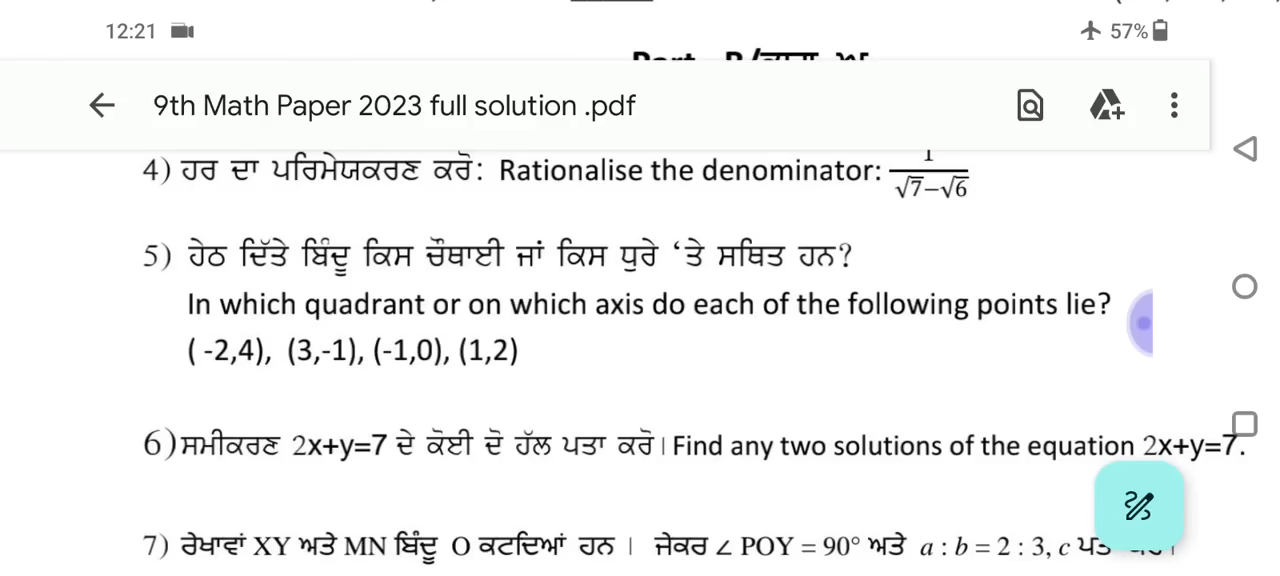 12:21 57%
9th Math Paper 2023 full solution .pdf
4) ਹਰ ਦਾ ਪਰਿਮੇਯਕਰਣ ਕਰੋ: Rationalise the denominator: 1/(√7−√6)
5) ਹੇਠ ਦਿੱਤੇ ਬਿੰਦੂ ਕਿਸ ਚੌਥਾਈ ਜਾਂ ਕਿਸ ਧੁਰੇ ‘ਤੇ ਸਥਿਤ ਹਨ?
In which quadrant or on which axis do each of the following points lie?
( -2,4), (3,-1), (-1,0), (1,2)
6)ਸਮੀਕਰਣ 2x+y=7 ਦੇ ਕੋਈ ਦੋ ਹੱਲ ਪਤਾ ਕਰੋ। Find any two solutions of the equation 2x+y=7.
7) ਰੇਖਾਵਾਂ XY ਅਤੇ MN ਬਿੰਦੂ O ਕਟਦਿਆਂ ਹਨ । ਜੇਕਰ ∠ POY = 90° ਅਤੇ a : b = 2 : 3, c